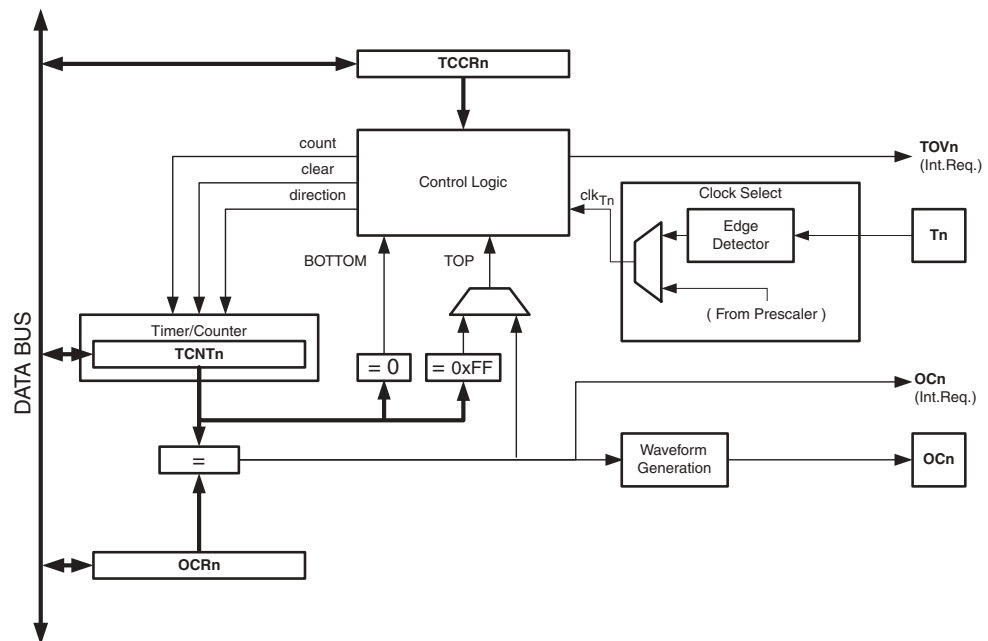 TCCRn
count
clear
direction
Control Logic
TOVn
(Int.Req.)
clkTn
Clock Select
Edge
Detector
Tn
( From Prescaler )
BOTTOM
TOP
Timer/Counter
TCNTn
= 0
= 0xFF
DATA BUS
OCn
(Int.Req.)
=
Waveform
Generation
OCn
OCRn